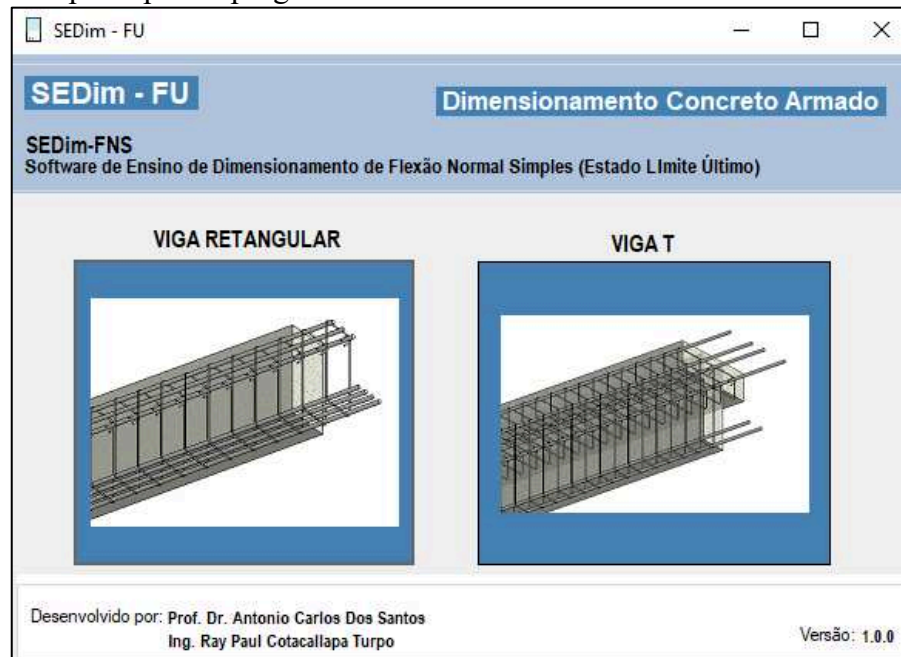 SEDim - FU
SEDim - FU
Dimensionamento Concreto Armado
SEDim-FNS
Software de Ensino de Dimensionamento de Flexão Normal Simples (Estado LImite Último)
VIGA RETANGULAR
VIGA T
Desenvolvido por: Prof. Dr. Antonio Carlos Dos Santos
Ing. Ray Paul Cotacallapa Turpo
Versão: 1.0.0